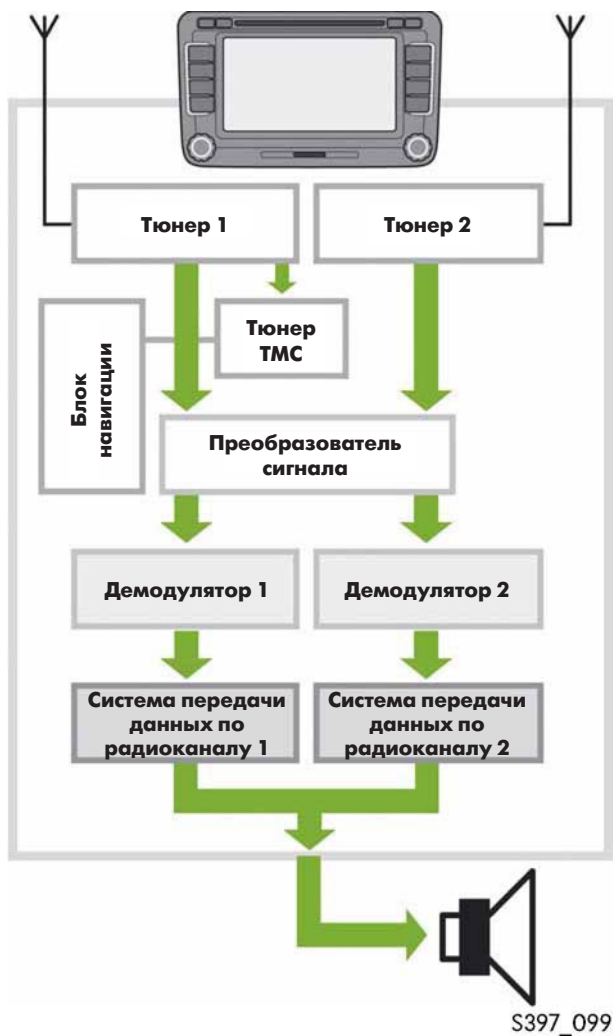 Тюнер 1
Тюнер 2
Тюнер
ТМС
Блок
навигации
Преобразователь
сигнала
Демодулятор 1
Демодулятор 2
Система передачи
данных по
радиоканалу 1
Система передачи
данных по
радиоканалу 2
S397_099